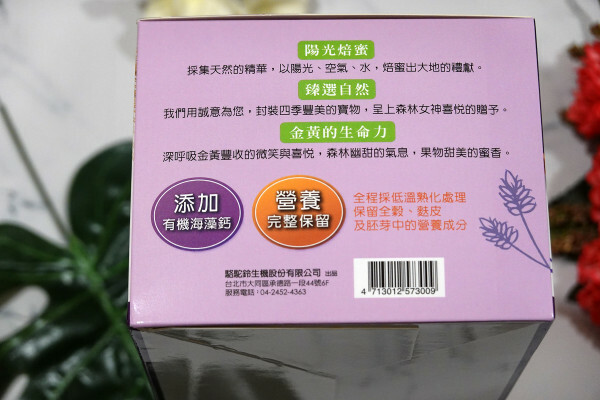 陽光焙蜜
採集天然的精華，以陽光、空氣、水，焙蜜出大地的禮獻。
臻選自然
我們用誠意為您，封裝四季豐美的寶物，呈上森林女神喜悅的贈予。
金黃的生命力
深呼吸金黃豐收的微笑與喜悅，森林幽甜的氣息，果物甜美的蜜香。
添加
有機海藻鈣
營養
完整保留
全程採低溫熟化處理
保留全穀、麩皮
及胚芽中的營養成分
駱駝鈴生機股份有限公司 出品
台北市大同區承德路一段44號6F
服務電話：04-2452-4363
4 713012 573009